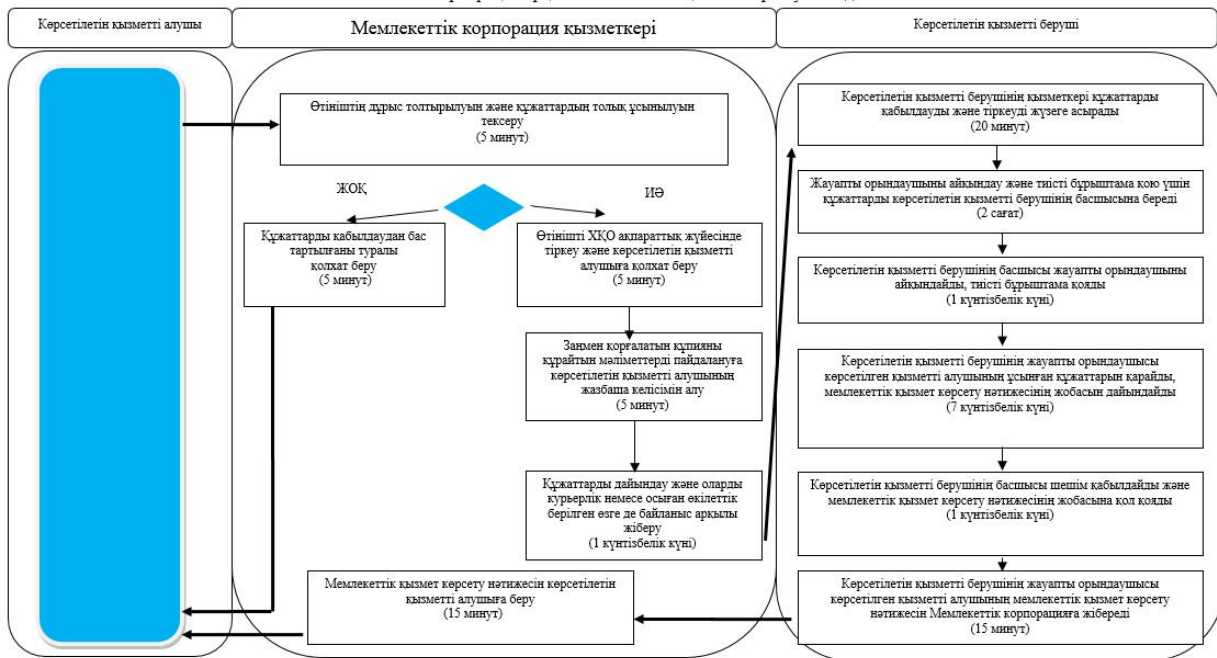 Көрсетілетін қызметті алушы
Мемлекеттік корпорация қызметкері
Көрсетілетін қызметті беруші
Өтініштің дұрыс толтырылуын және құжаттардың толық ұсынылуын
тексеру
(5 минут)
ЖОҚ
ИӘ
Құжаттарды қабылдаудан бас
тартылғаны туралы
қолхат беру
(5 минут)
Өтінішті ХҚО ақпараттық жүйесінде
тіркеу және көрсетілетін қызметті
алушыға қолхат беру
(5 минут)
Заңмен қорғалатын құпияны
құрайтын мәліметтерді пайдалануға
көрсетілетін қызметті алушының
жазбаша келісімін алу
(5 минут)
Құжаттарды дайындау және оларды
курьерлік немесе осыған өкілеттік
берілген өзге де байланыс арқылы
жіберу
(1 күнтізбелік күні)
Мемлекеттік қызмет көрсету нәтижесін көрсетілетін
қызметті алушыға беру
(15 минут)
Көрсетілетін қызметті берушінің қызметкері құжаттарды
қабылдауды және тіркеуді жүзеге асырады
(20 минут)
Жауапты орындаушыны айқындау және тиісті бұрыштама қою үшін
құжаттарды көрсетілетін қызметті берушінің басшысына береді
(2 сағат)
Көрсетілетін қызметті берушінің басшысы жауапты орындаушыны
айқындайды, тиісті бұрыштама қояды
(1 күнтізбелік күні)
Көрсетілетін қызметті берушінің жауапты орындаушысы
көрсетілген қызметті алушының ұсынған құжаттарын қарайды,
мемлекеттік қызмет көрсету нәтижесінің жобасын дайындайды
(7 күнтізбелік күні)
Көрсетілетін қызметті берушінің басшысы шешім қабылдайды және
мемлекеттік қызмет көрсету нәтижесінің жобасына қол қояды
(1 күнтізбелік күні)
Көрсетілетін қызметті берушінің жауапты орындаушысы
көрсетілген қызметті алушының мемлекеттік қызмет көрсету
нәтижесін Мемлекеттік корпорацияға жібереді
(15 минут)